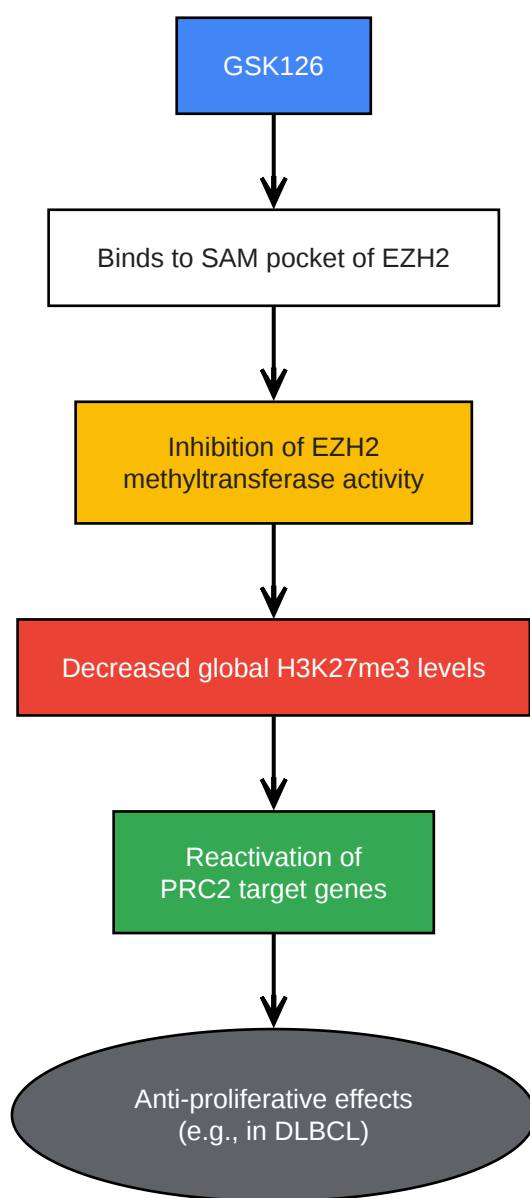 GSK126
Binds to SAM pocket of EZH2
Inhibition of EZH2
methyltransferase activity
Decreased global H3K27me3 levels
Reactivation of
PRC2 target genes
Anti-proliferative effects
(e.g., in DLBCL)